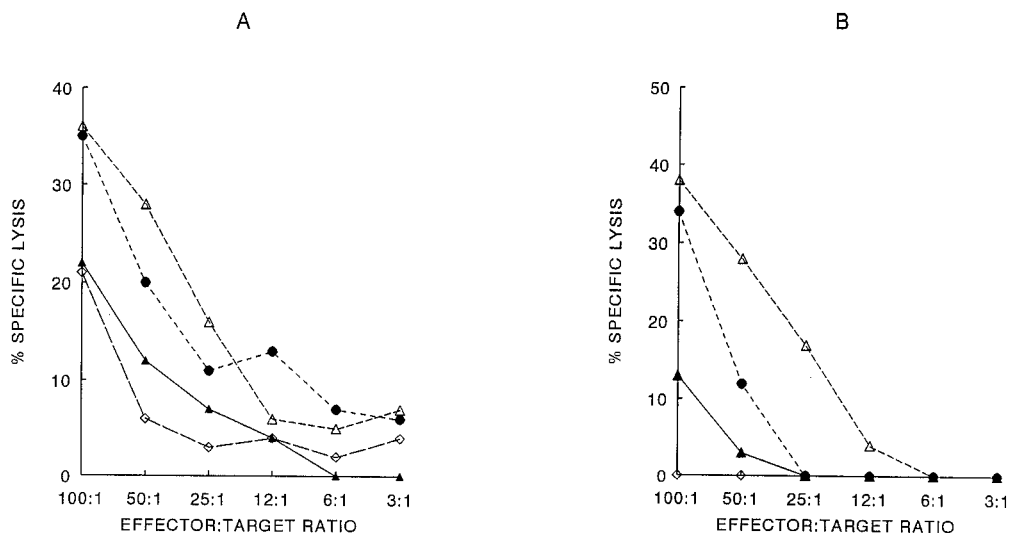 A
% SPECIFIC LYSIS
40
30
20
10
0
100:1 50:1 25:1 12:1 6:1 3:1
EFFECTOR:TARGET RATIO
B
% SPECIFIC LYSIS
50
40
30
20
10
0
100:1 50:1 25:1 12:1 6:1 3:1
EFFECTOR:TARGET RATIO